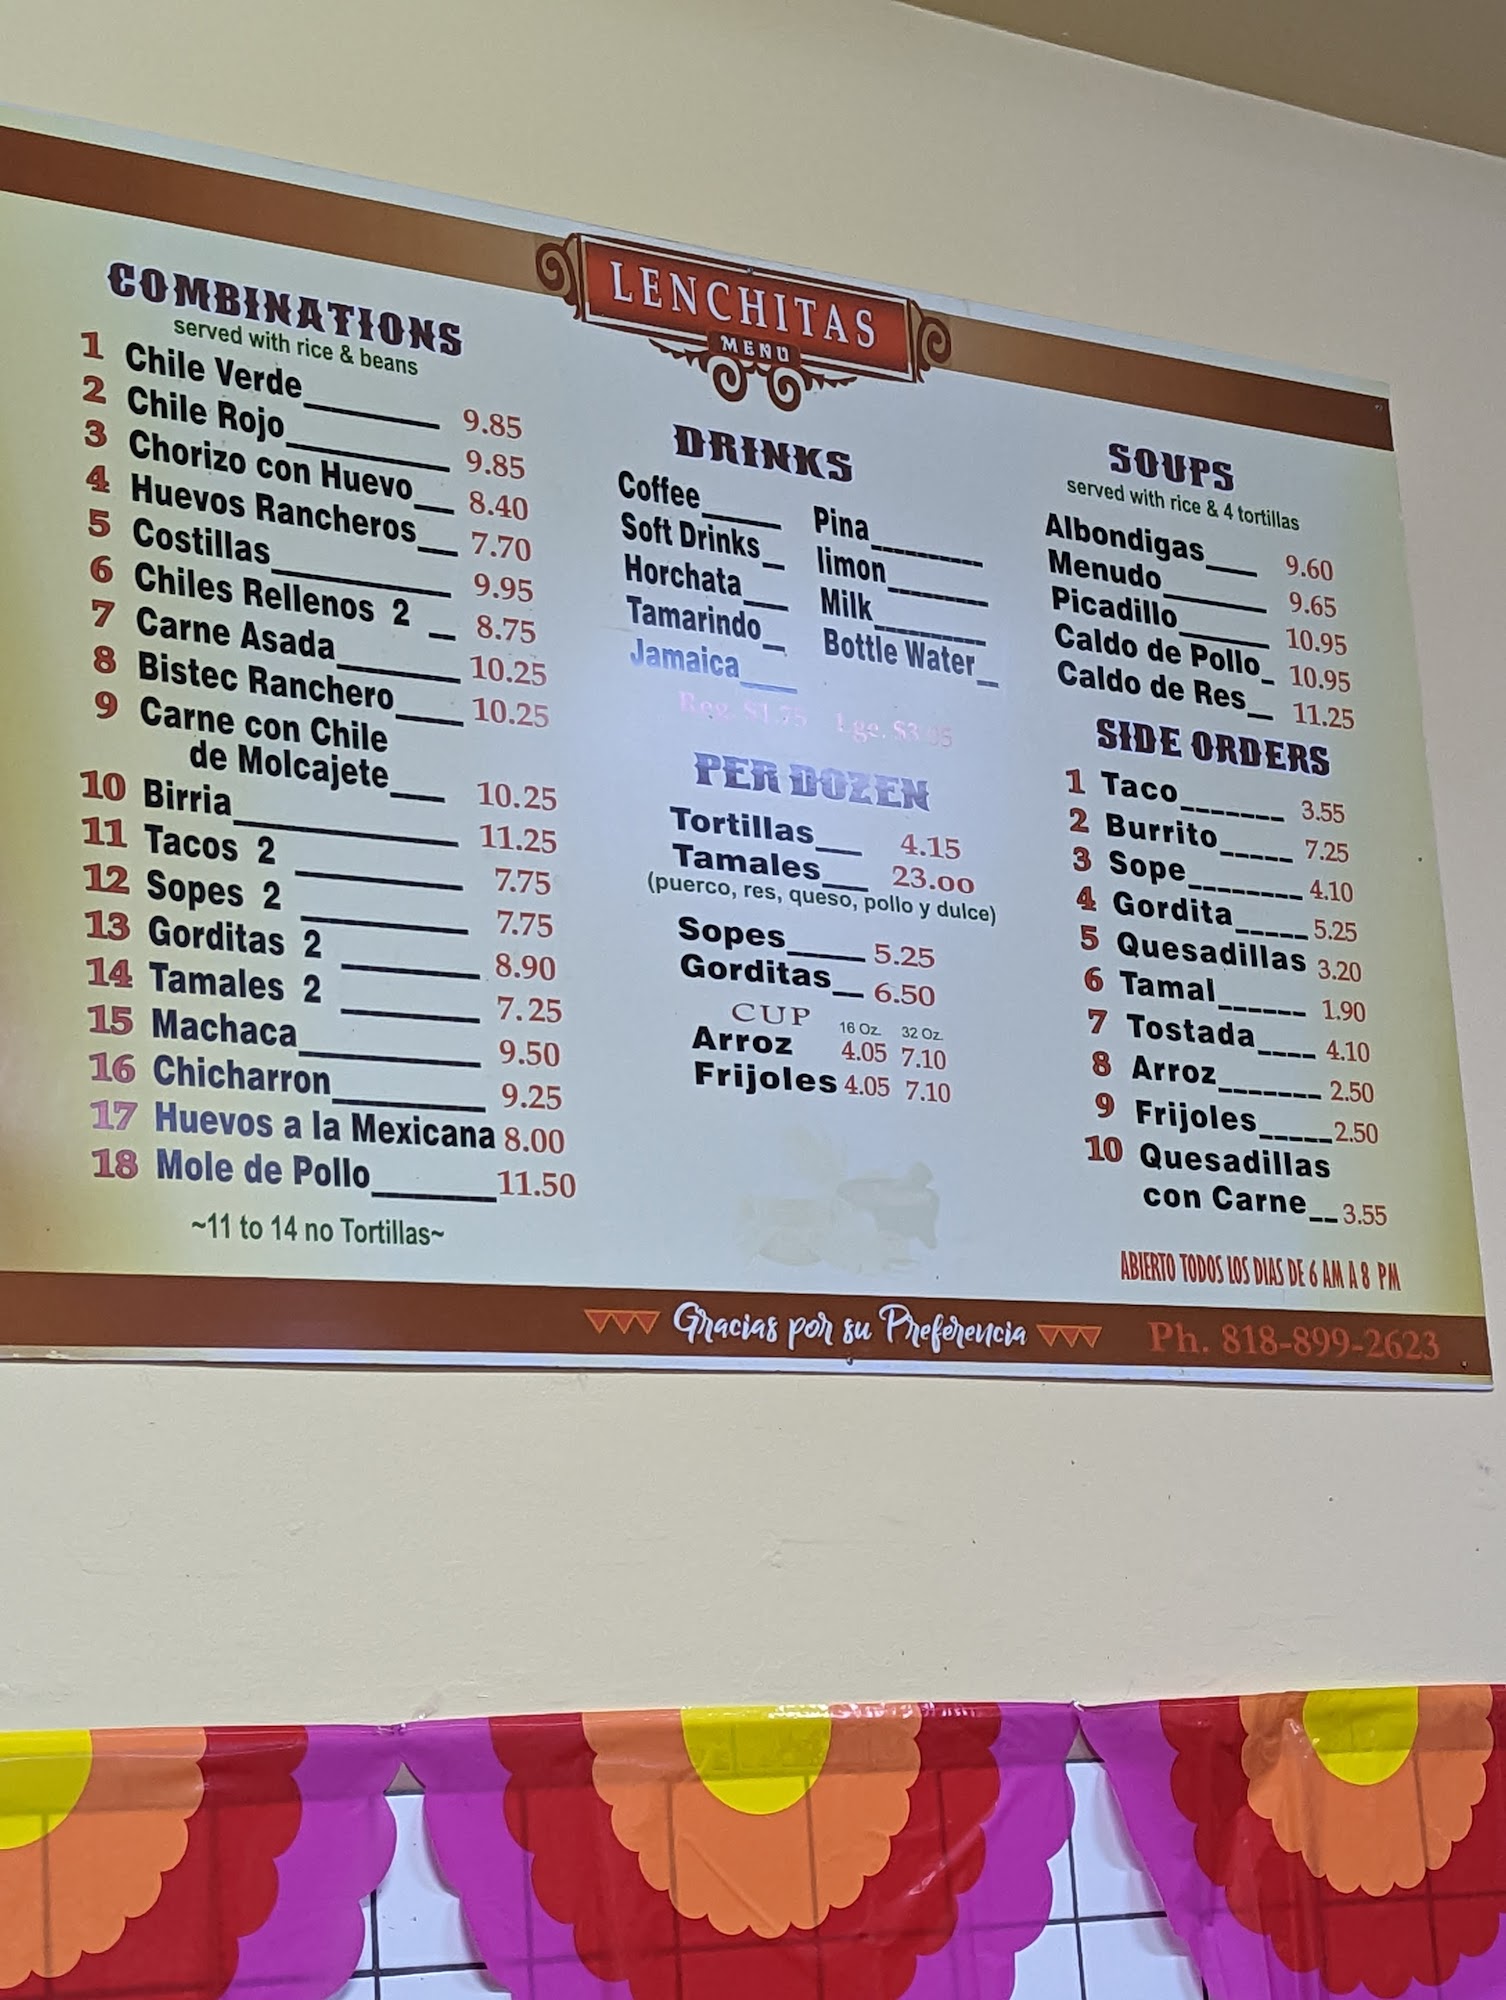 LENCHITAS
MENU
COMBINATIONS
served with rice & beans
1 Chile Verde 9.85
2 Chile Rojo 9.85
3 Chorizo con Huevo 8.40
4 Huevos Rancheros 7.70
5 Costillas 9.95
6 Chiles Rellenos 2 8.75
7 Carne Asada 10.25
8 Bistec Ranchero 10.25
9 Carne con Chile
de Molcajete 10.25
10 Birria 11.25
11 Tacos 2 7.75
12 Sopes 2 7.75
13 Gorditas 2 8.90
14 Tamales 2 7.25
15 Machaca 9.50
16 Chicharron 9.25
17 Huevos a la Mexicana 8.00
18 Mole de Pollo 11.50
~11 to 14 no Tortillas~
DRINKS
Coffee Pina
Soft Drinks limon
Horchata Milk
Tamarindo Bottle Water
Jamaica
Reg. $1.75 Lge.
PER DOZEN
Tortillas 4.15
Tamales 23.00
(puerco, res, queso, pollo y dulce)
Sopes 5.25
Gorditas 6.50
CUP 16 Oz. 32 Oz.
Arroz 4.05 7.10
Frijoles 4.05 7.10
SOUPS
served with rice & 4 tortillas
Albondigas 9.60
Menudo 9.65
Picadillo 10.95
Caldo de Pollo 10.95
Caldo de Res 11.25
SIDE ORDERS
1 Taco 3.55
2 Burrito 7.25
3 Sope 4.10
4 Gordita 5.25
5 Quesadillas 3.20
6 Tamal 1.90
7 Tostada 4.10
8 Arroz 2.50
9 Frijoles 2.50
10 Quesadillas
con Carne 3.55
ABIERTO TODOS LOS DIAS DE 6 AM A 8 PM
Gracias por su Preferencia
Ph. 818-899-2623